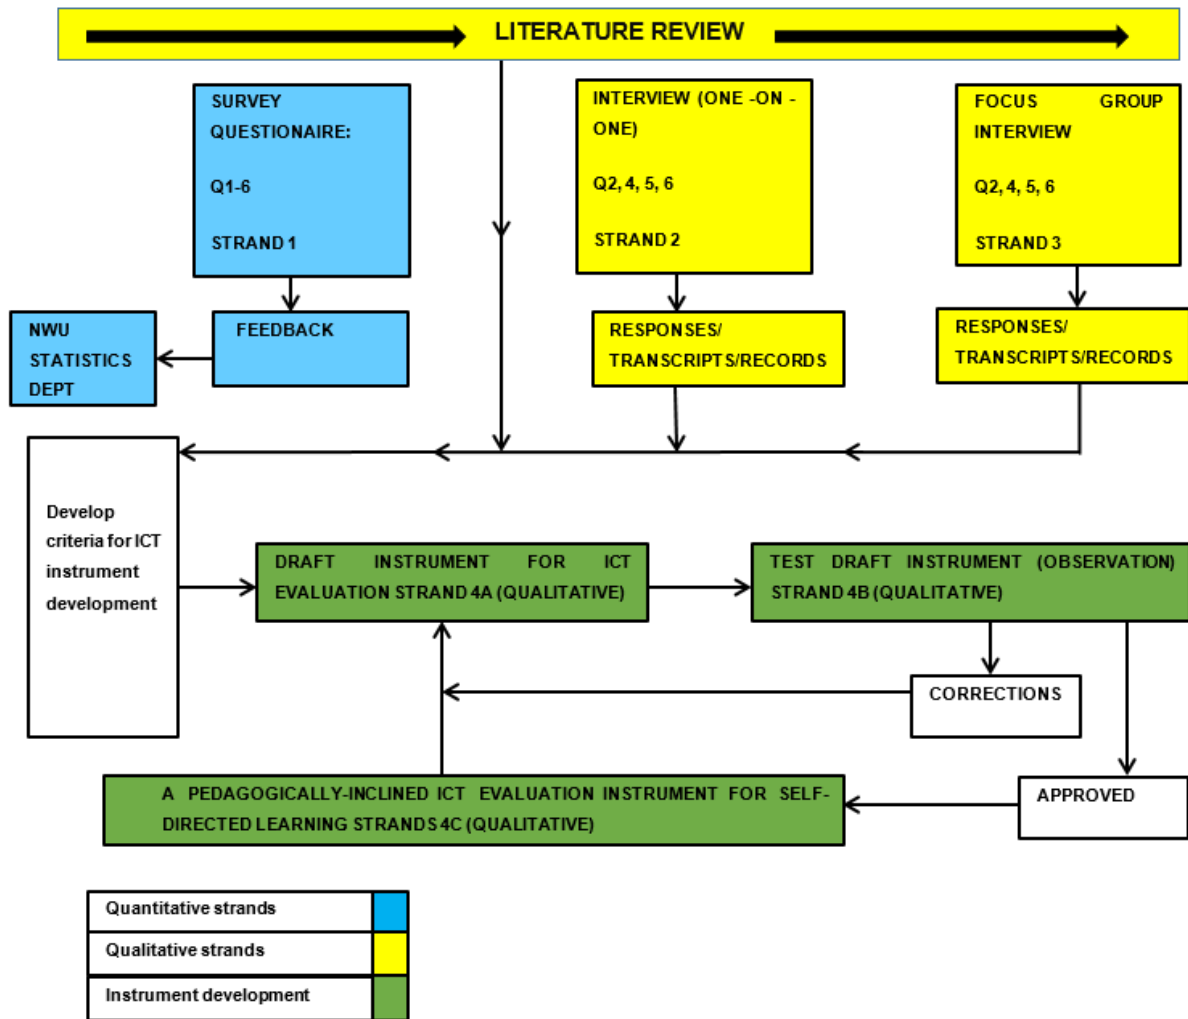 LITERATURE REVIEW
SURVEY
QUESTIONAIRE:
Q1-6
STRAND 1
INTERVIEW (ONE -ON -
ONE)
Q2, 4, 5, 6
STRAND 2
FOCUS GROUP
INTERVIEW
Q2, 4, 5, 6
STRAND 3
NWU
STATISTICS
DEPT
FEEDBACK
RESPONSES/
TRANSCRIPTS/RECORDS
RESPONSES/
TRANSCRIPTS/RECORDS
Develop
criteria for ICT
instrument
development
DRAFT INSTRUMENT FOR ICT
EVALUATION STRAND 4A (QUALITATIVE)
TEST DRAFT INSTRUMENT (OBSERVATION)
STRAND 4B (QUALITATIVE)
CORRECTIONS
A PEDAGOGICALLY-INCLINED ICT EVALUATION INSTRUMENT FOR SELF-
DIRECTED LEARNING STRANDS 4C (QUALITATIVE)
APPROVED
Quantitative strands
Qualitative strands
Instrument development